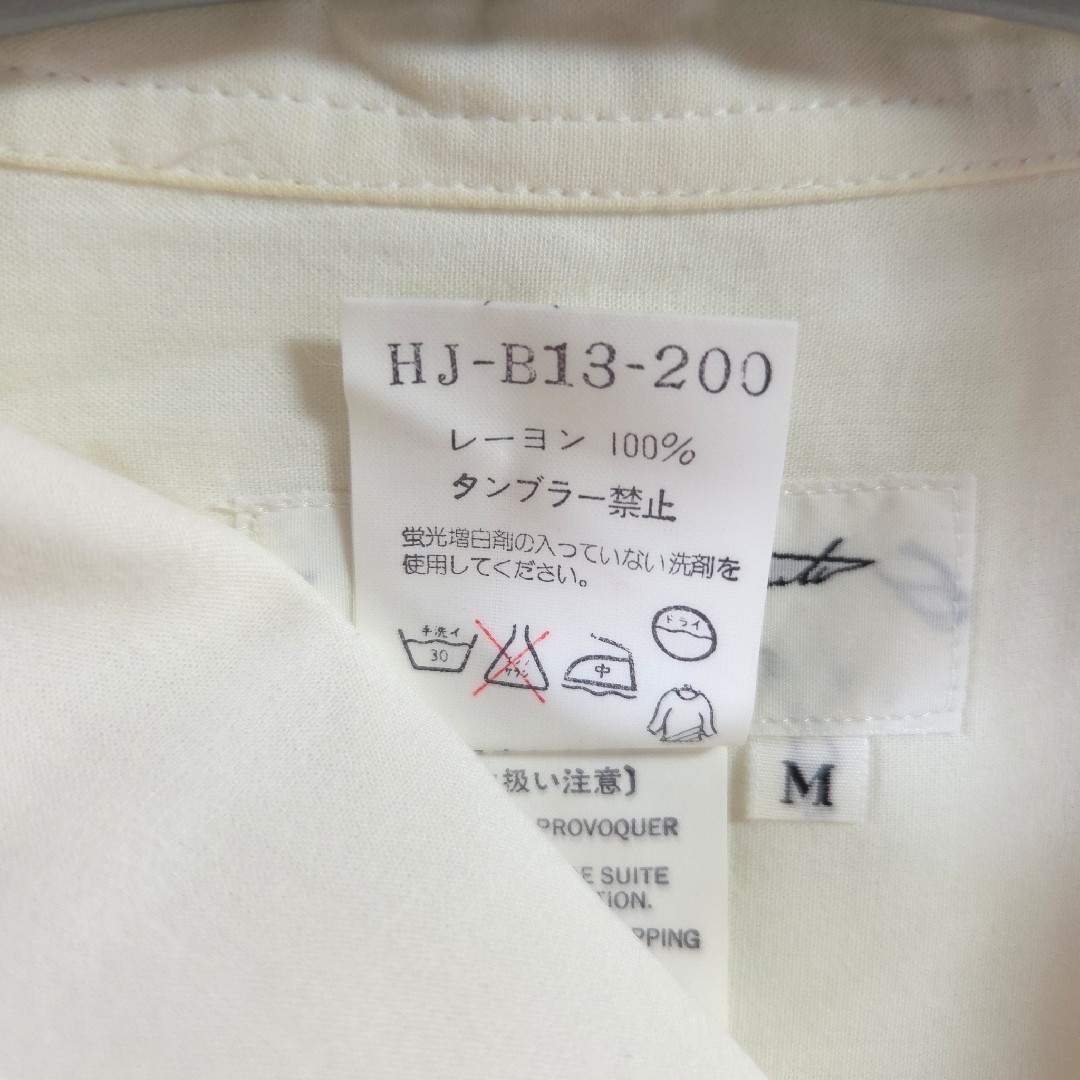 HJ-B13-200
レーヨン 100%
タンブラー禁止
蛍光増白剤の入っていない洗剤を
使用してください。
手洗イ
30
中
ドライ
M
扱い注意】
PROVOQUER
E SUITE
TION.
PPING